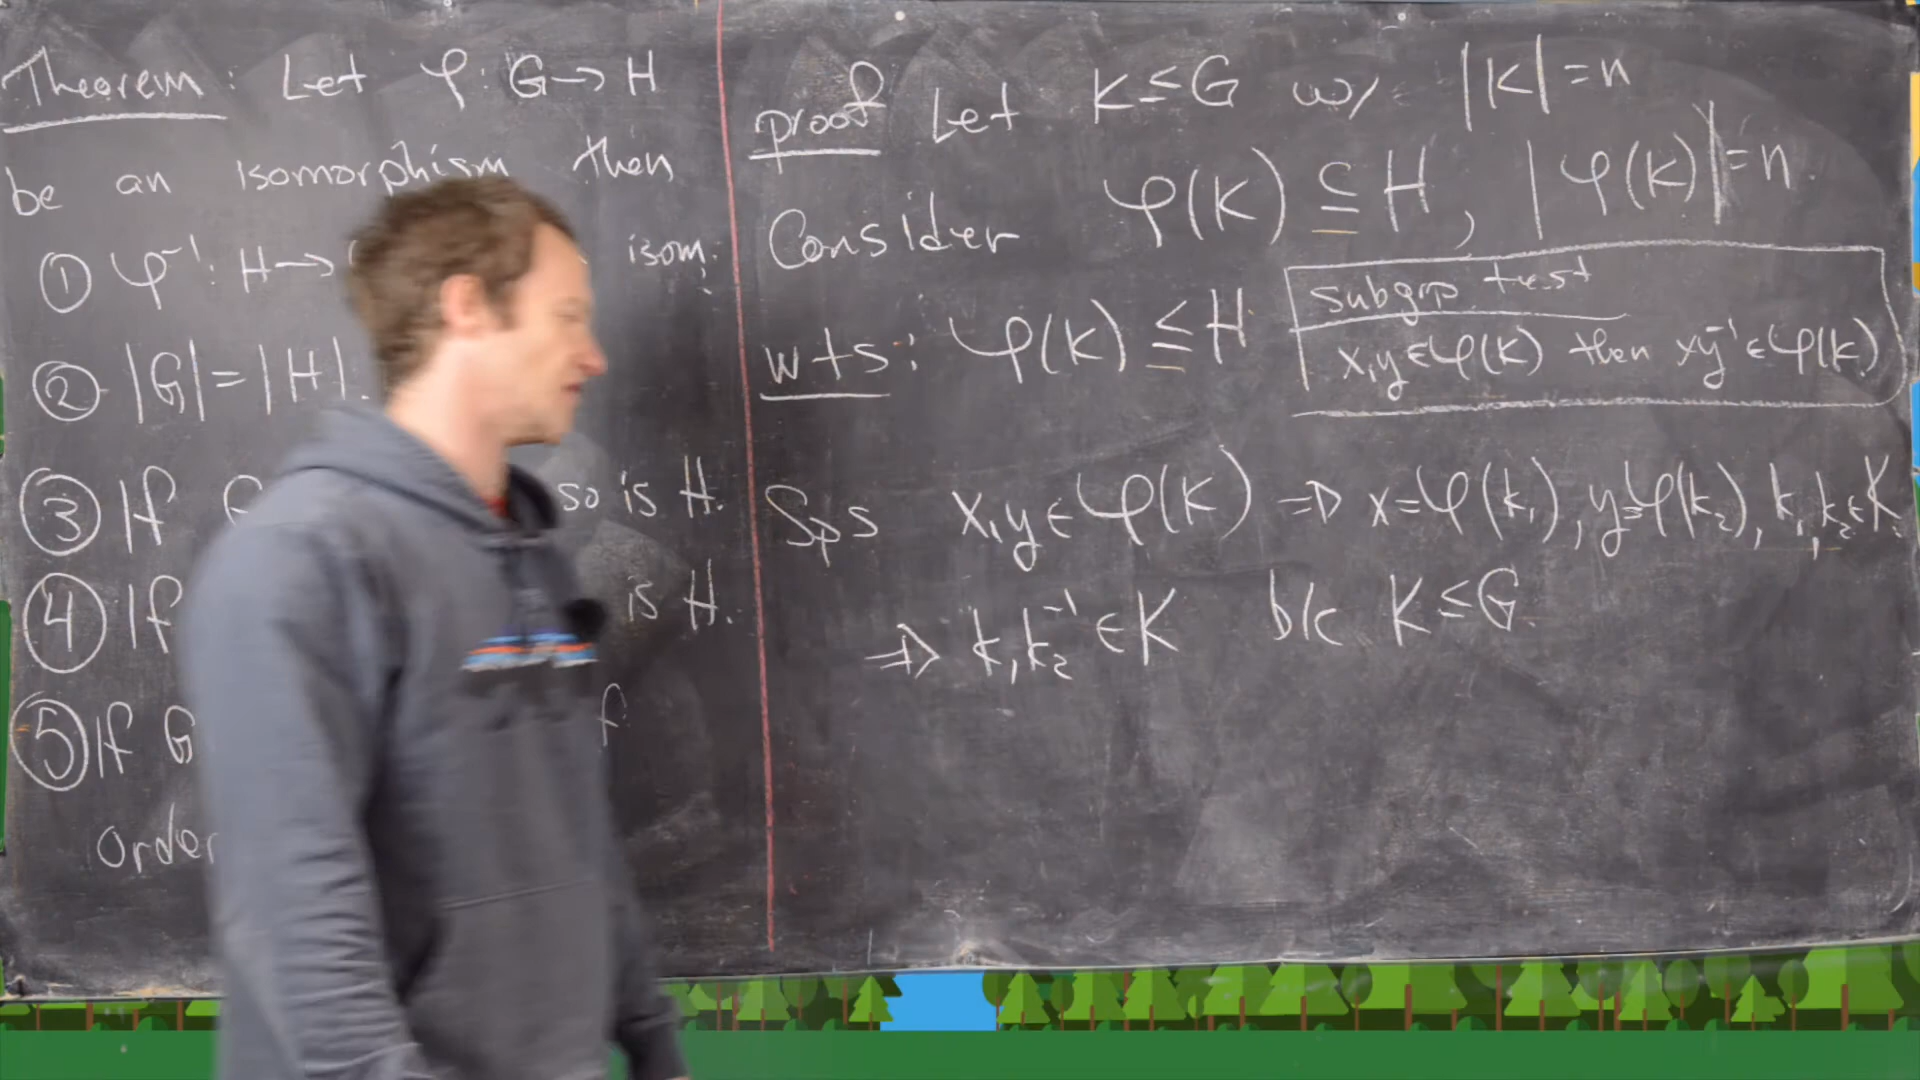 Theorem: Let φ: G→H
be an isomorphism then
① φ⁻¹: H→ isom.
② |G|=|H|.
③ If so is H.
④ If is H.
⑤ If G
order
proof Let K≤G w/ |K|=n
Consider φ(K)⊆H, |φ(K)|=n.
wts: φ(K)≤H
subgrp test
x,y∈φ(K) then xy⁻¹∈φ(K)
Sps x,y∈φ(K) ⇒ x=φ(k₁), y=φ(k₂), k₁,k₂∈K.
⇒ k₁k₂⁻¹∈K b/c K≤G